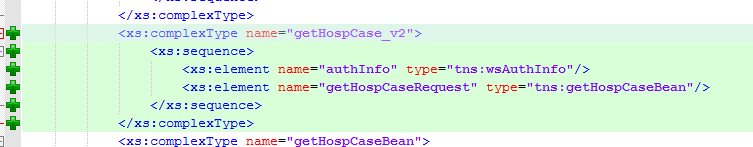 </xs:complexType>
<xs:complexType name="getHospCase_v2">
<xs:sequence>
<xs:element name="authInfo" type="tns:wsAuthInfo"/>
<xs:element name="getHospCaseRequest" type="tns:getHospCaseBean"/>
</xs:sequence>
</xs:complexType>
<xs:complexType name="getHospCaseBean">